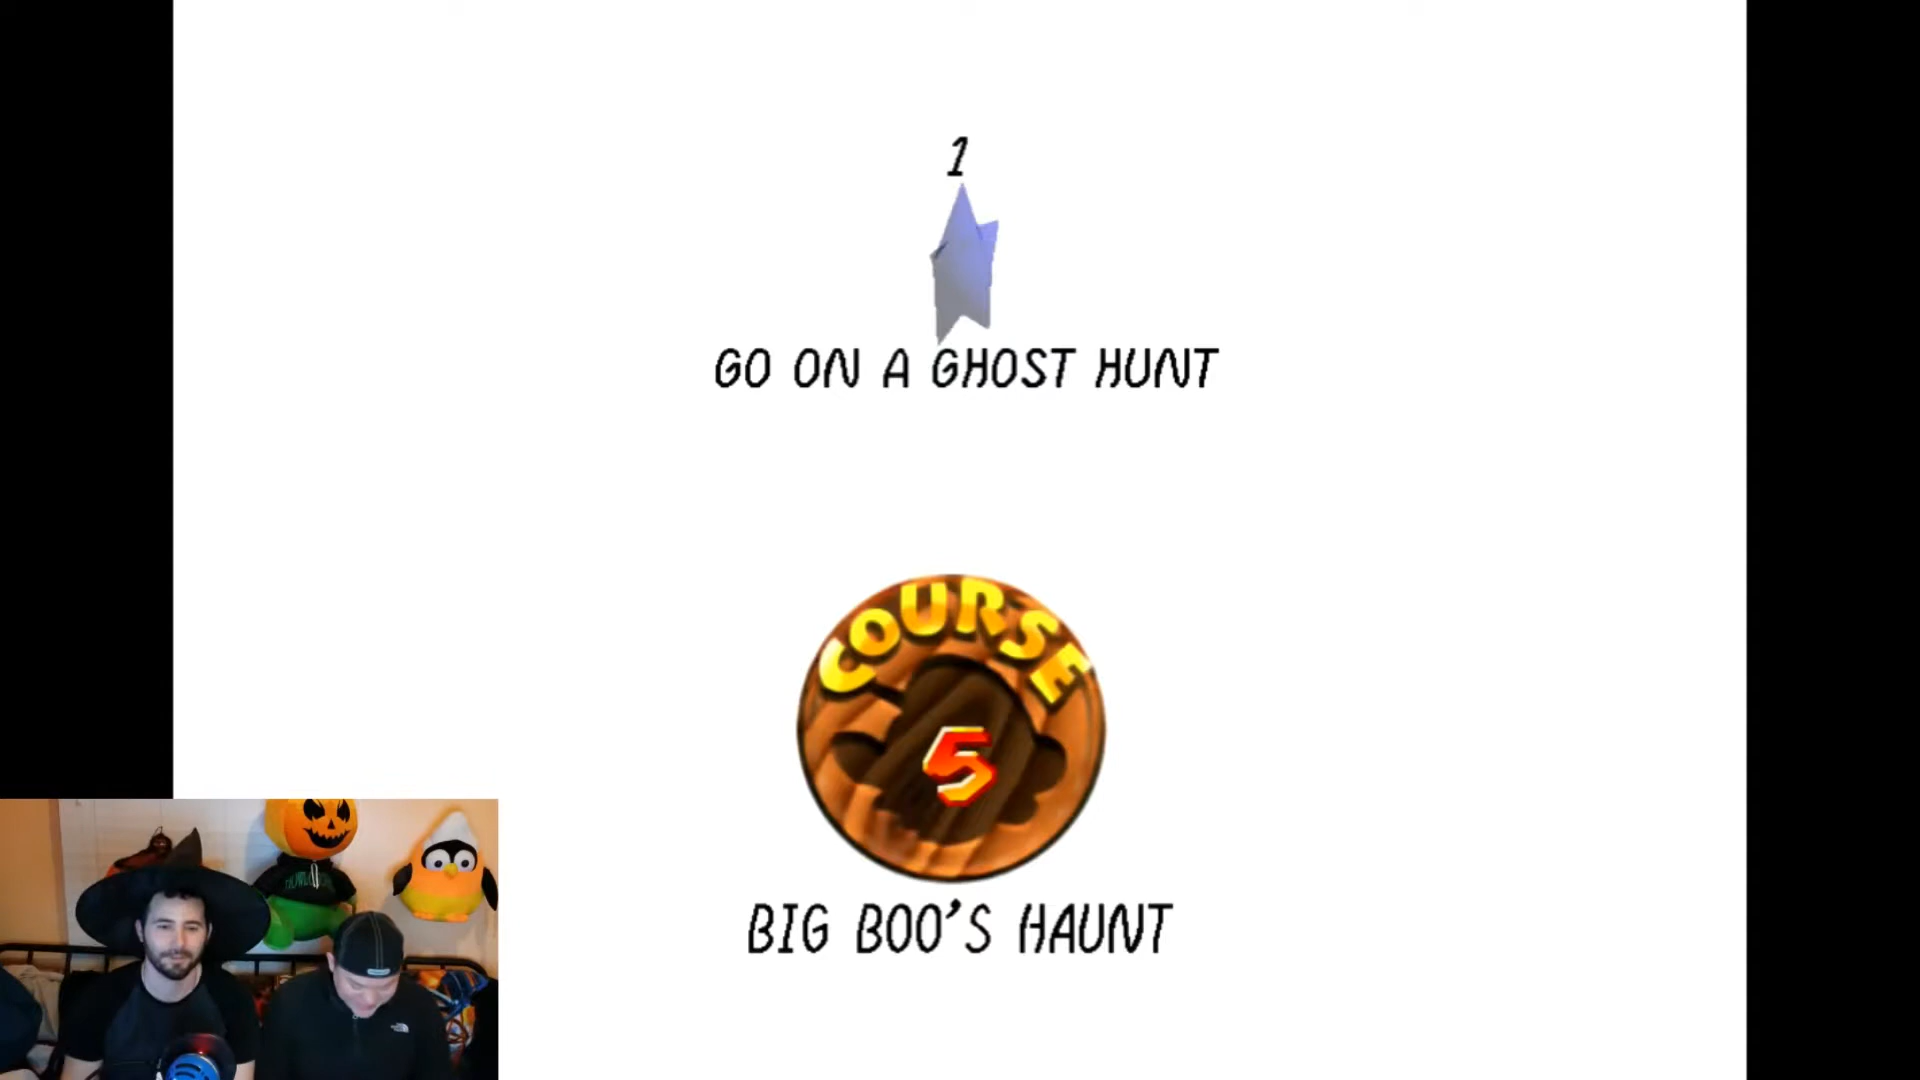 1
GO ON A GHOST HUNT
COURSE
5
BIG BOO'S HAUNT